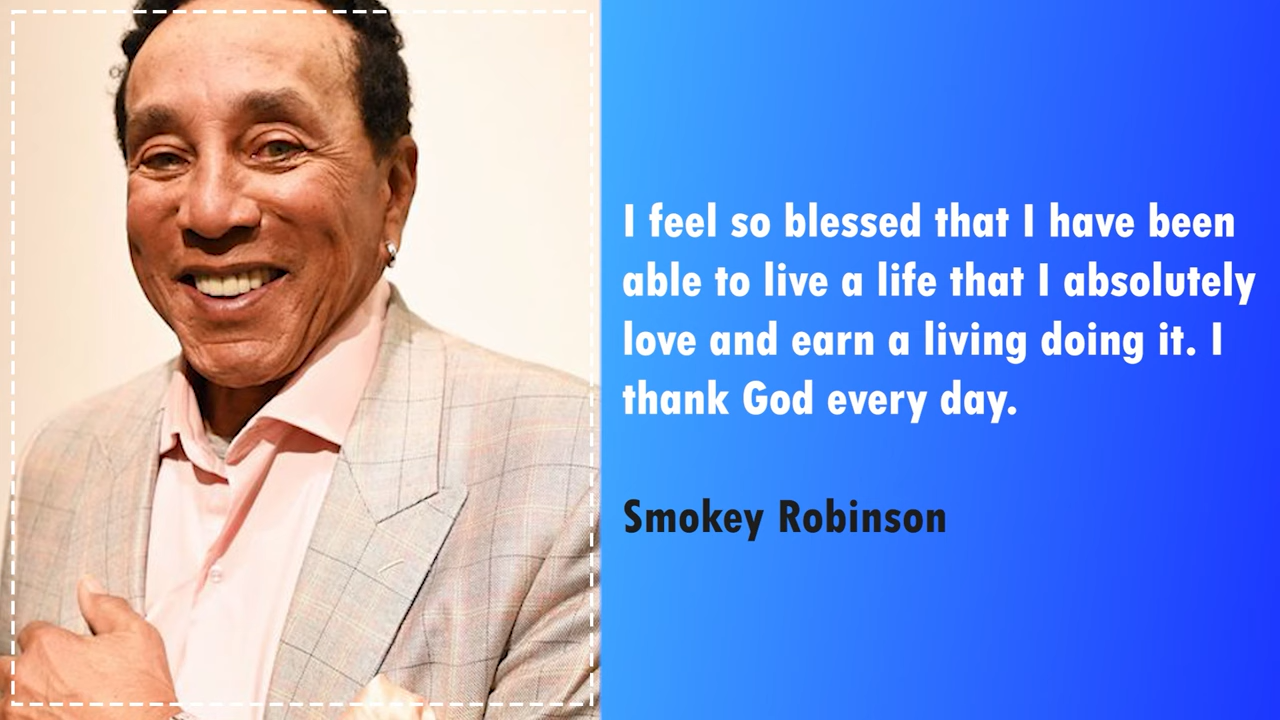 I feel so blessed that I have been
able to live a life that I absolutely
love and earn a living doing it. I
thank God every day.
Smokey Robinson